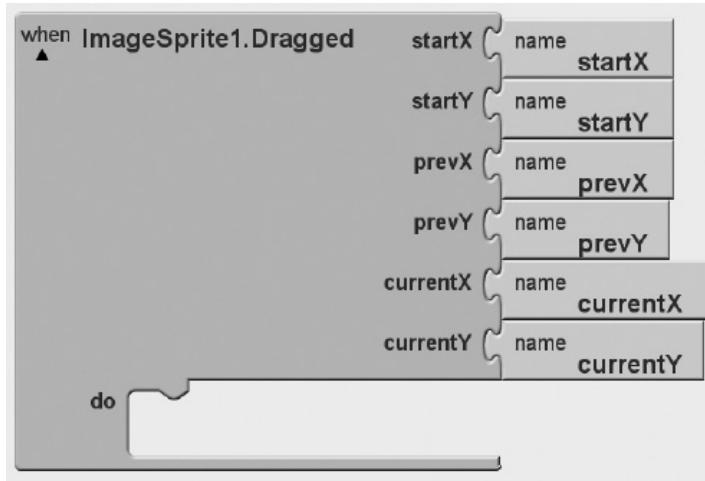 when ImageSprite1.Dragged startX name
startX
startY name
startY
prevX name
prevX
prevY name
prevY
currentX name
currentX
currentY name
currentY
do